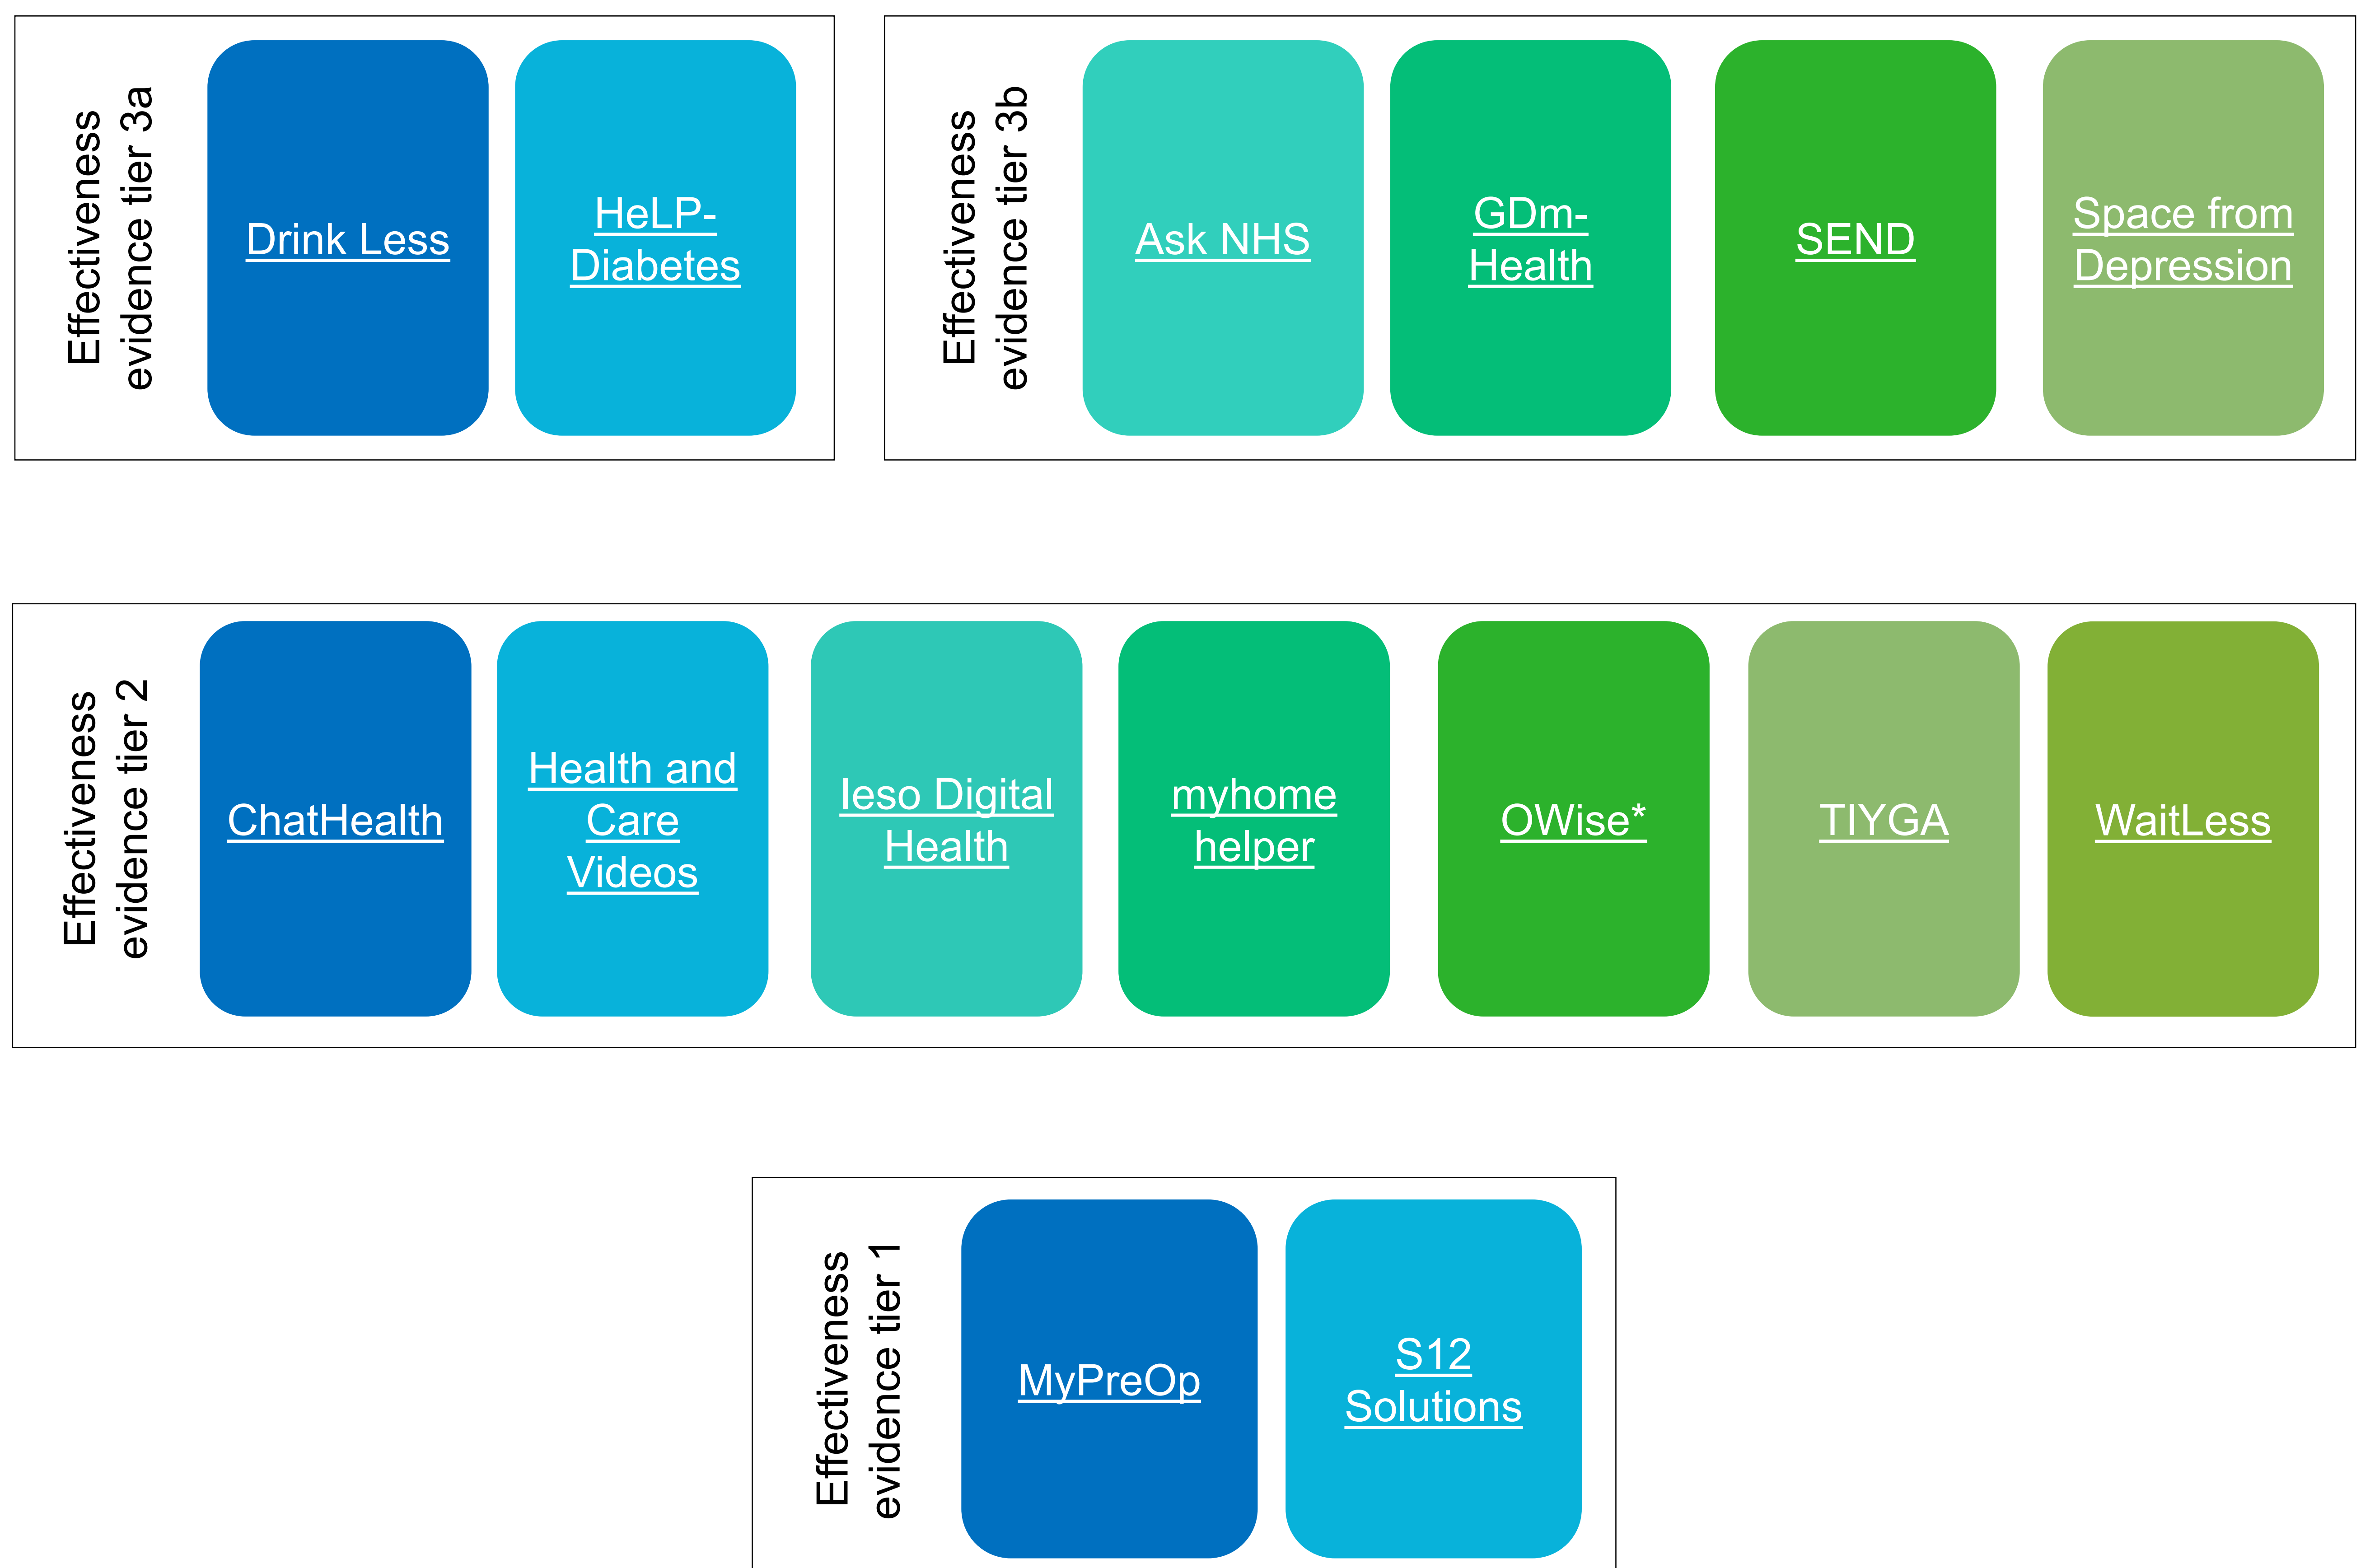 Effectiveness
evidence tier 3a
Drink Less
HeLP-
Diabetes
Effectiveness
evidence tier 3b
Ask NHS
GDm-
Health
SEND
Space from
Depression
Effectiveness
evidence tier 2
ChatHealth
Health and
Care
Videos
Ieso Digital
Health
myhome
helper
OWise*
TIYGA
WaitLess
Effectiveness
evidence tier 1
MyPreOp
S12
Solutions